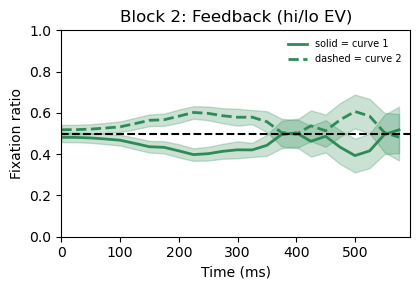 Block 2: Feedback (hi/lo EV)
1.0
0.8
0.6
0.4
0.2
0.0
Fixation ratio
solid = curve 1
dashed = curve 2
0 100 200 300 400 500
Time (ms)